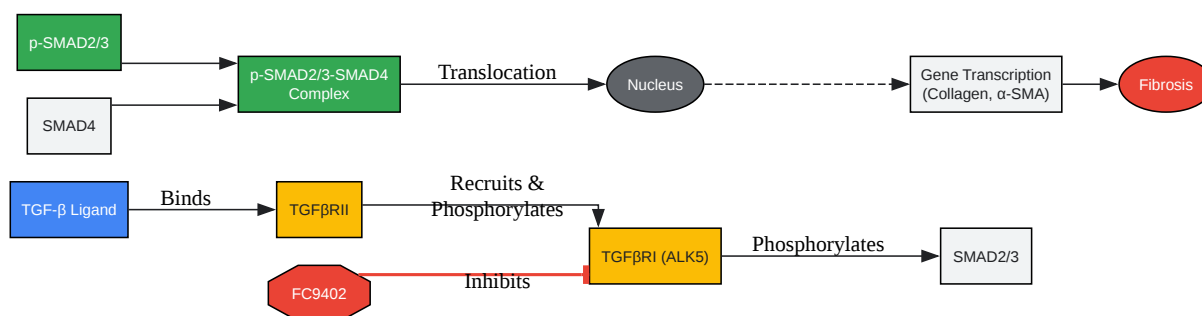 p-SMAD2/3
SMAD4
p-SMAD2/3-SMAD4
Complex
Translocation
Nucleus
Gene Transcription
(Collagen, α-SMA)
Fibrosis
TGF-β Ligand
Binds
TGFβRII
Recruits &
Phosphorylates
TGFβRI (ALK5)
Phosphorylates
SMAD2/3
FC9402
Inhibits